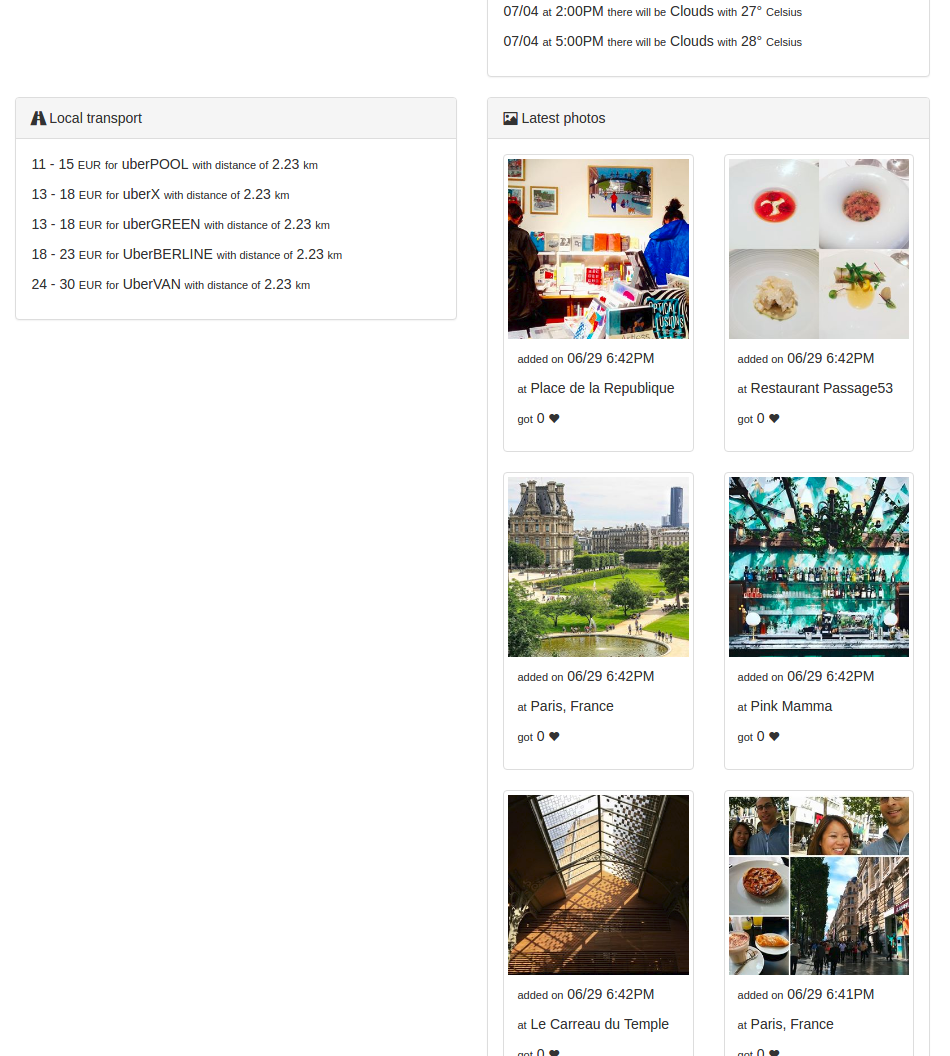 07/04 at 2:00PM there will be Clouds with 27° Celsius
07/04 at 5:00PM there will be Clouds with 28° Celsius
Local transport
11 - 15 EUR for uberPOOL with distance of 2.23 km
13 - 18 EUR for uberX with distance of 2.23 km
13 - 18 EUR for uberGREEN with distance of 2.23 km
18 - 23 EUR for UberBERLINE with distance of 2.23 km
24 - 30 EUR for UberVAN with distance of 2.23 km
Latest photos
OPTICAL
ILLUSIONS
added on 06/29 6:42PM
at Place de la Republique
got 0 ♥
added on 06/29 6:42PM
at Restaurant Passage53
got 0 ♥
added on 06/29 6:42PM
at Paris, France
got 0 ♥
added on 06/29 6:42PM
at Pink Mamma
got 0 ♥
added on 06/29 6:42PM
at Le Carreau du Temple
got 0 ♥
added on 06/29 6:41PM
at Paris, France
got 0 ♥